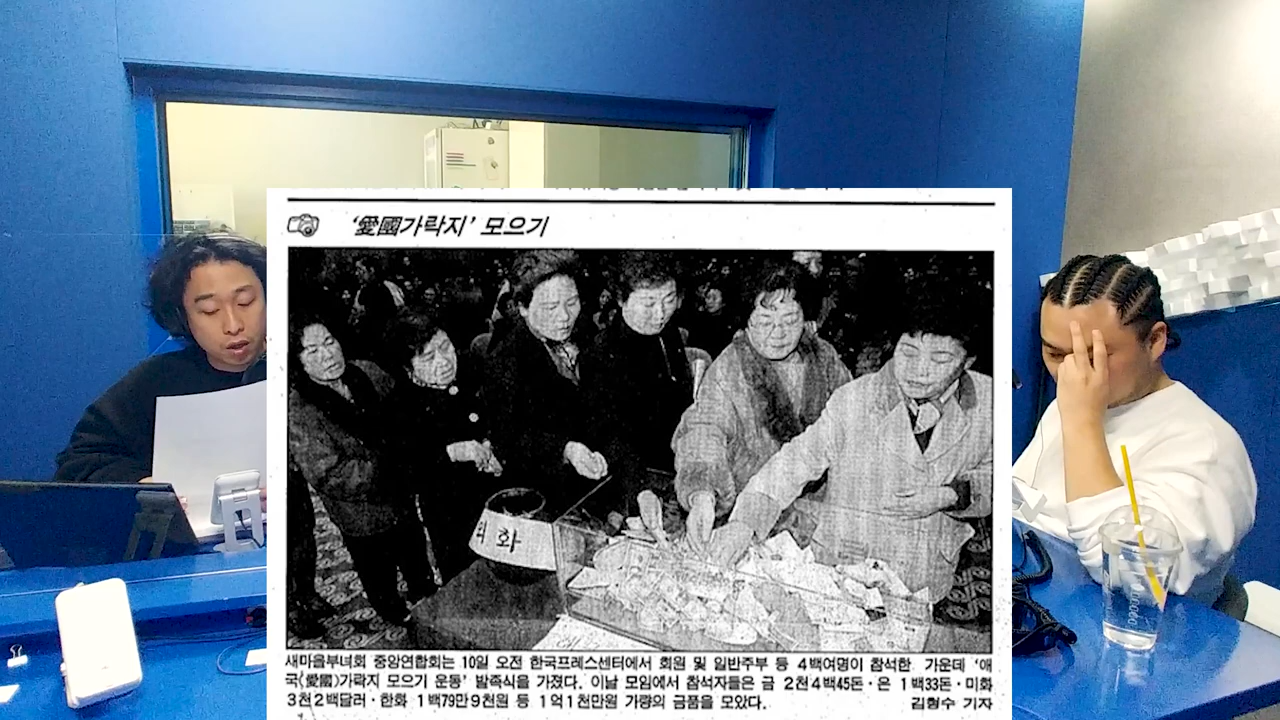 ‘愛國가락지’ 모으기
화
새마을부녀회 중앙연합회는 10일 오전 한국프레스센터에서 회원 및 일반주부 등 4백여명이 참석한 가운데 ‘애
국(愛國)가락지 모으기 운동’ 발족식을 가졌다. 이날 모임에서 참석자들은 금 2천4백45돈·은 1백33돈·미화
3천2백달러·한화 1백79만9천원 등 1억1천만원 가량의 금품을 모았다.
김형수 기자